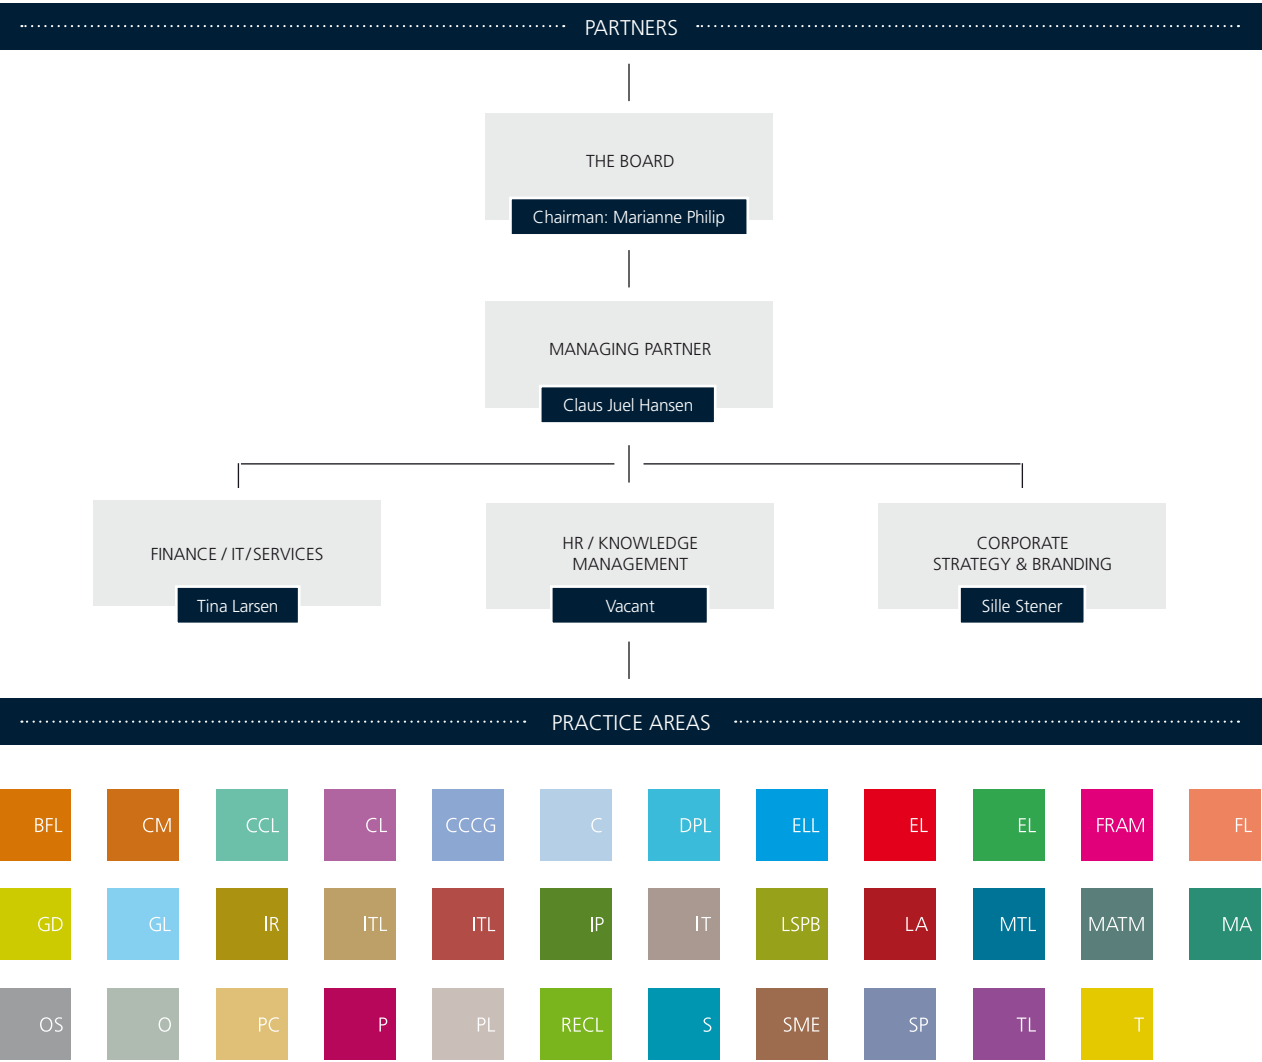 PARTNERS
THE BOARD
Chairman: Marianne Philip
MANAGING PARTNER
Claus Juel Hansen
FINANCE / IT/SERVICES
Tina Larsen
HR / KNOWLEDGE
MANAGEMENT
Vacant
CORPORATE
STRATEGY & BRANDING
Sille Stener
PRACTICE AREAS
BFL CM CCL CL CCCG C DPL ELL EL EL FRAM FL
GD GL IR ITL ITL IP IT LSPB LA MTL MATM MA
OS O PC P PL RECL S SME SP TL T